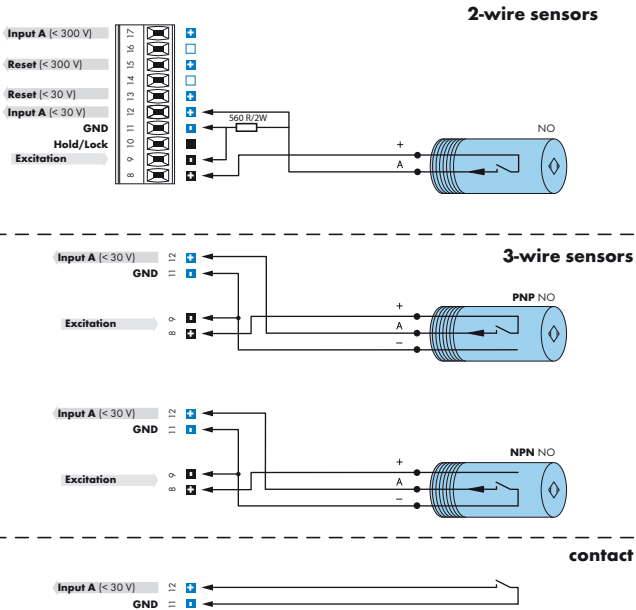 2-wire sensors
Input A (< 300 V) 17
16
Reset (< 300 V) 15
14
Reset (< 30 V) 13
Input A (< 30 V) 12
GND 11
Hold/Lock 10
Excitation 9
8
560 R/2W
NO
+
A
3-wire sensors
Input A (< 30 V) 12
GND 11
PNP NO
Excitation 9
8
+
A
–
Input A (< 30 V) 12
GND 11
NPN NO
Excitation 9
8
+
A
–
contact
Input A (< 30 V) 12
GND 11